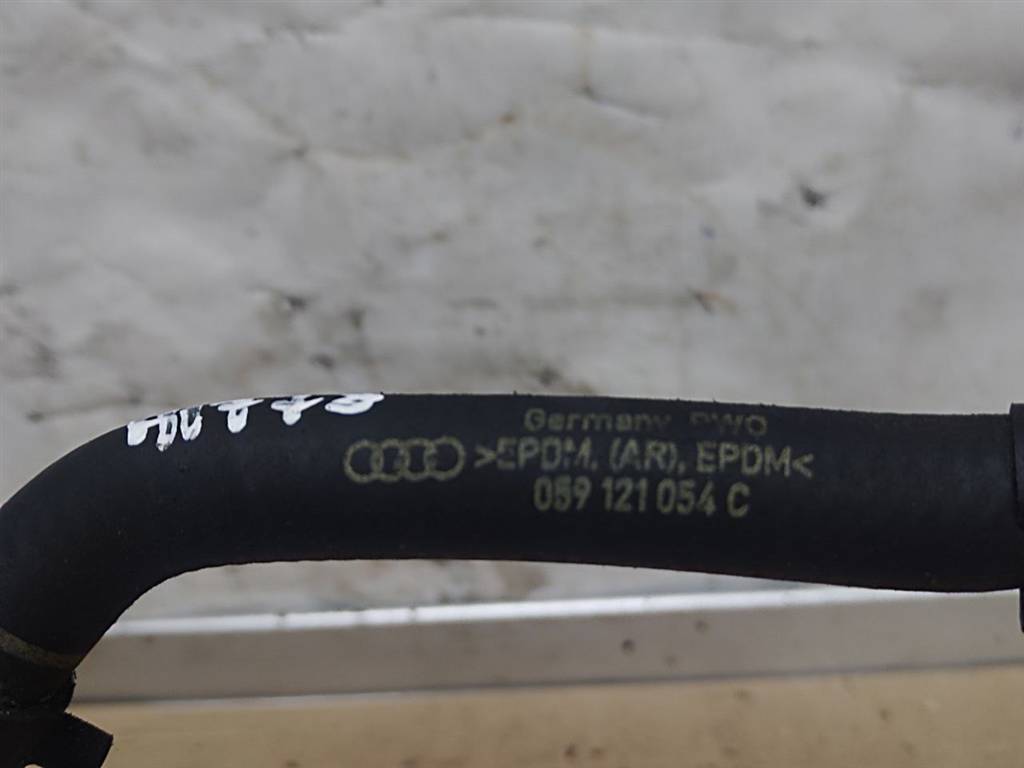 Germany PWO
>EPDM. (AR), EPDM<
059 121 054 C